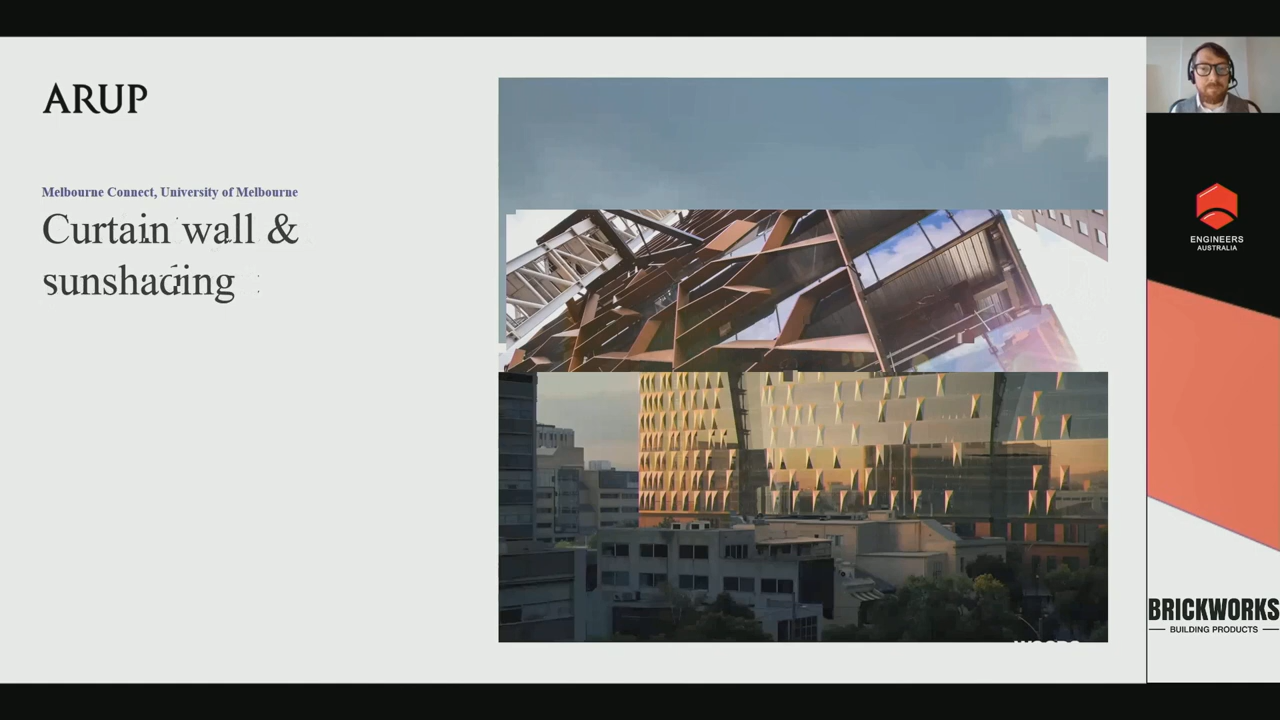 ARUP
Melbourne Connect, University of Melbourne
Curtain wall &
sunshading
ENGINEERS
AUSTRALIA
BRICKWORKS
BUILDING PRODUCTS